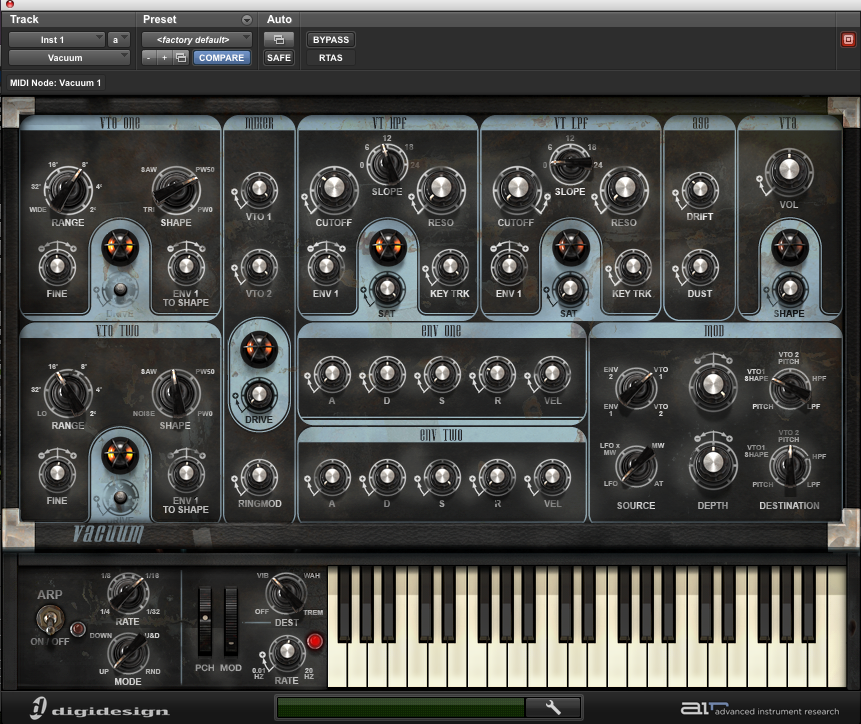 Track
Preset
Auto
Inst 1
a
<factory default>
BYPASS
Vacuum
- + COMPARE
SAFE
RTAS
MIDI Node: Vacuum 1
VTO ONE
MIXER
VT HPF
VT LPF
AGE
VTA
16' 8'
32' 4'
WIDE 2'
RANGE
SAW PW50
TRI PW0
SHAPE
FINE
DRIVE
ENV 1
TO SHAPE
VTO 1
VTO 2
DRIVE
RINGMOD
0 6 12 18 24
SLOPE
CUTOFF
RESO
ENV 1
SAT
KEY TRK
0 6 12 18 24
SLOPE
CUTOFF
RESO
ENV 1
SAT
KEY TRK
DRIFT
DUST
VOL
SHAPE
VTO TWO
16' 8'
32' 4'
LO 2'
RANGE
SAW PW50
NOISE PW0
SHAPE
FINE
ENV 1
TO SHAPE
ENV ONE
A D S R VEL
ENV TWO
A D S R VEL
MOD
ENV 2
VTO 1
ENV 1
VTO 2
VTO 2 PITCH
VTO1 SHAPE
HPF
PITCH
LPF
LFO x MW
MW
LFO
AT
VTO 2 PITCH
VTO1 SHAPE
HPF
PITCH
LPF
SOURCE
DEPTH
DESTINATION
VACUUM
ARP
ON / OFF
1/8 1/16
1/4 1/32
RATE
DOWN U&D
UP RND
MODE
PCH MOD
VIB WAH
OFF TREM
DEST
0.01 HZ
20 HZ
RATE
digidesign
AIR advanced instrument research